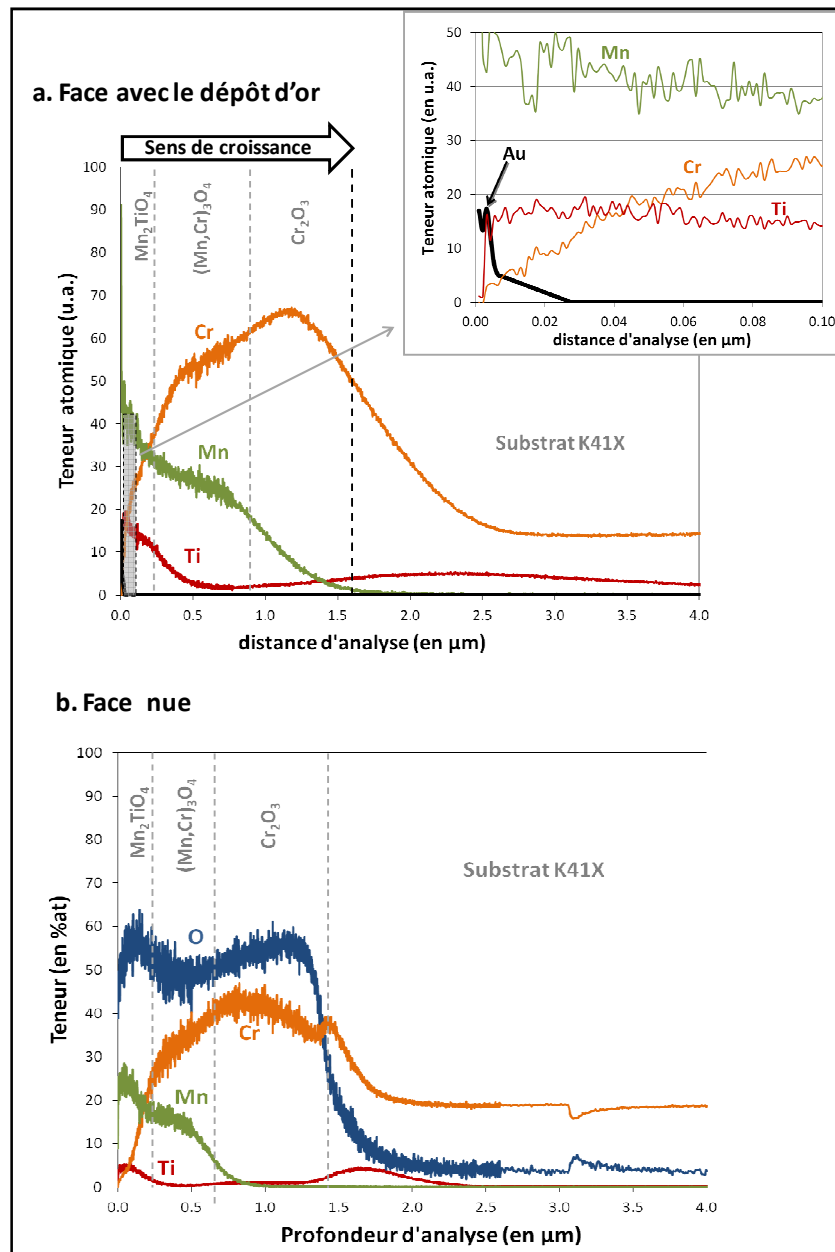 a. Face avec le dépôt d'or
Sens de croissance
Teneur atomique (u.a.)
100
90
80
70
60
50
40
30
20
10
0
Mn₂TiO₄
(Mn,Cr)₃O₄
Cr₂O₃
Cr
Mn
Ti
Substrat K41X
0.0
0.5
1.0
1.5
2.0
2.5
3.0
3.5
4.0
distance d'analyse (en µm)
Teneur atomique (en u.a.)
50
40
30
20
10
0
Mn
Au
Cr
Ti
0.00
0.02
0.04
0.06
0.08
0.10
distance d'analyse (en µm)
b. Face nue
Teneur (en %at)
100
90
80
70
60
50
40
30
20
10
0
Mn₂TiO₄
(Mn,Cr)₃O₄
Cr₂O₃
Substrat K41X
O
Cr
Mn
Ti
0.0
0.5
1.0
1.5
2.0
2.5
3.0
3.5
4.0
Profondeur d'analyse (en µm)